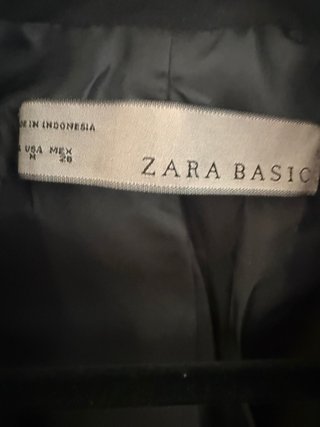 IN INDONESIA
USA MEX
M 28
ZARA BASIC